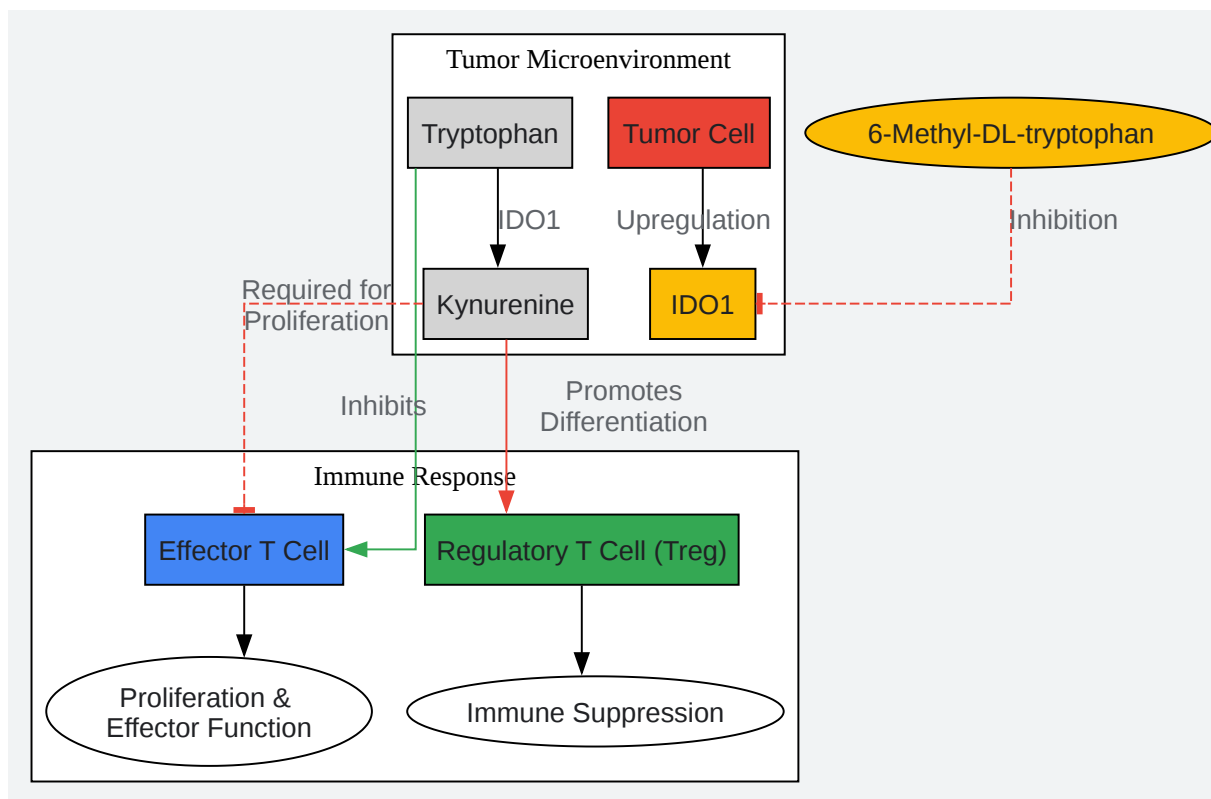 Tumor Microenvironment
Tryptophan
Tumor Cell
6-Methyl-DL-tryptophan
IDO1
Upregulation
Inhibition
Required for
Proliferation
Kynurenine
IDO1
Inhibits
Promotes
Differentiation
Immune Response
Effector T Cell
Regulatory T Cell (Treg)
Proliferation &
Effector Function
Immune Suppression